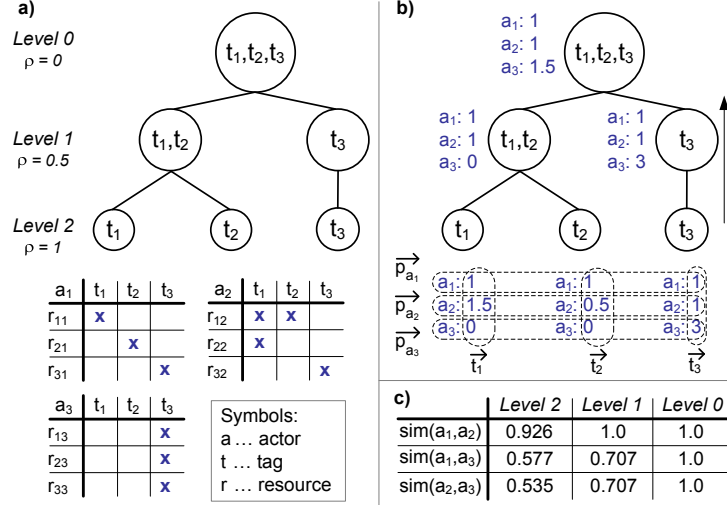 a)
Level 0
ρ = 0
t1,t2,t3
Level 1
ρ = 0.5
t1,t2
t3
Level 2
ρ = 1
t1
t2
t3
a1 t1 t2 t3
r11 x
r21 x
r31 x
a2 t1 t2 t3
r12 x x
r22 x
r32 x
a3 t1 t2 t3
r13 x
r23 x
r33 x
Symbols:
a ... actor
t ... tag
r ... resource
b)
a1: 1
a2: 1
a3: 1.5
t1,t2,t3
a1: 1
a2: 1
a3: 0
t1,t2
a1: 1
a2: 1
a3: 3
t3
t1
t2
t3
pa1 a1: 1 a1: 1 a1: 1
pa2 a2: 1.5 a2: 0.5 a2: 1
pa3 a3: 0 a3: 0 a3: 3
t1 t2 t3
c)
Level 2 Level 1 Level 0
sim(a1,a2) 0.926 1.0 1.0
sim(a1,a3) 0.577 0.707 1.0
sim(a2,a3) 0.535 0.707 1.0